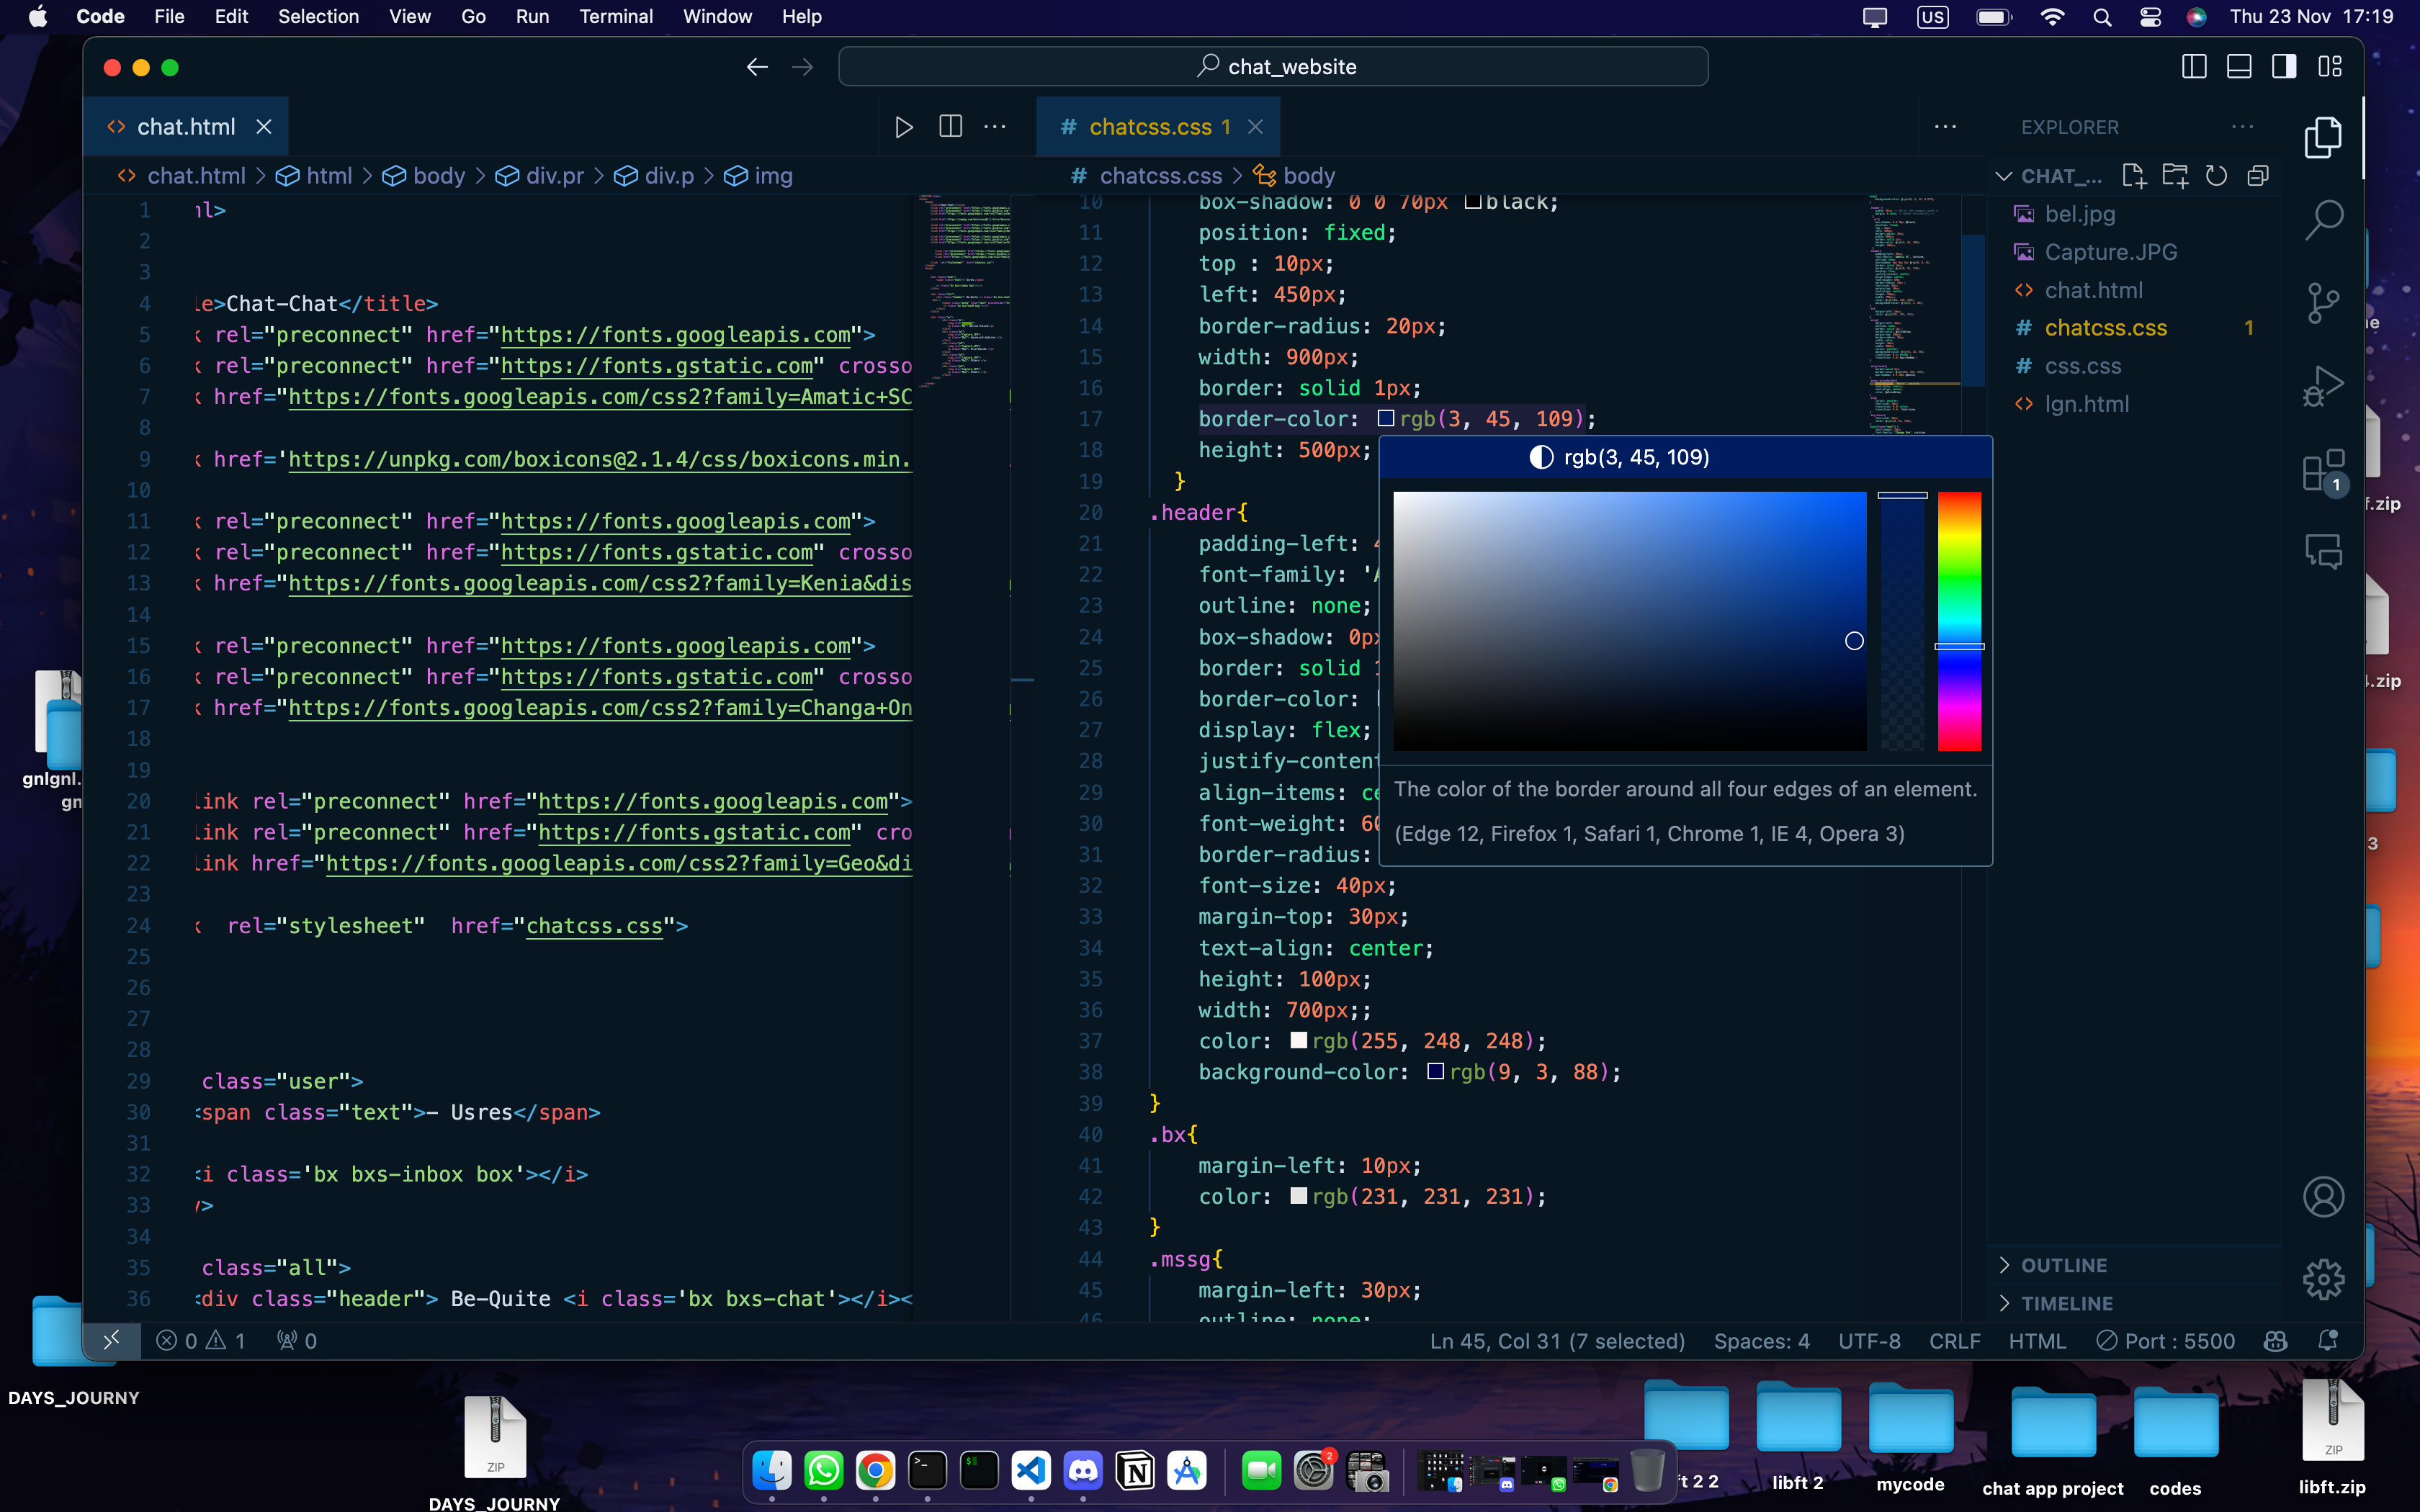 Code File Edit Selection View Go Run Terminal Window Help
US
Thu 23 Nov 17:19
chat_website
chat.html
chatcss.css 1
EXPLORER
chat.html > html > body > div.pr > div.p > img
chatcss.css > body
CHAT_...
1 ıl>
2
3
4 le>Chat-Chat</title>
5 rel="preconnect" href="https://fonts.googleapis.com">
6 rel="preconnect" href="https://fonts.gstatic.com" crosso
7 href="https://fonts.googleapis.com/css2?family=Amatic+SC
8
9 href='https://unpkg.com/boxicons@2.1.4/css/boxicons.min.
10
11 rel="preconnect" href="https://fonts.googleapis.com">
12 rel="preconnect" href="https://fonts.gstatic.com" crosso
13 href="https://fonts.googleapis.com/css2?family=Kenia&dis
14
15 rel="preconnect" href="https://fonts.googleapis.com">
16 rel="preconnect" href="https://fonts.gstatic.com" crosso
17 href="https://fonts.googleapis.com/css2?family=Changa+On
18
19
20 link rel="preconnect" href="https://fonts.googleapis.com">
21 link rel="preconnect" href="https://fonts.gstatic.com" cro
22 link href="https://fonts.googleapis.com/css2?family=Geo&di
23
24 rel="stylesheet" href="chatcss.css">
25
26
27
28
29 class="user">
30 <span class="text">- Usres</span>
31
32 <i class='bx bxs-inbox box'></i>
33 />
34
35 class="all">
36 <div class="header"> Be-Quite <i class='bx bxs-chat'></i><
10 box-shadow: 0 0 70px black;
11 position: fixed;
12 top : 10px;
13 left: 450px;
14 border-radius: 20px;
15 width: 900px;
16 border: solid 1px;
17 border-color: rgb(3, 45, 109);
18 height: 500px;
19 }
20 .header{
21 padding-left: 4
22 font-family: 'A
23 outline: none;
24 box-shadow: 0px
25 border: solid 1
26 border-color:
27 display: flex;
28 justify-content
29 align-items: ce
30 font-weight: 60
31 border-radius:
32 font-size: 40px;
33 margin-top: 30px;
34 text-align: center;
35 height: 100px;
36 width: 700px;;
37 color: rgb(255, 248, 248);
38 background-color: rgb(9, 3, 88);
39 }
40 .bx{
41 margin-left: 10px;
42 color: rgb(231, 231, 231);
43 }
44 .mssg{
45 margin-left: 30px;
46 outline: none;
rgb(3, 45, 109)
The color of the border around all four edges of an element.
(Edge 12, Firefox 1, Safari 1, Chrome 1, IE 4, Opera 3)
bel.jpg
Capture.JPG
chat.html
chatcss.css 1
css.css
lgn.html
1
OUTLINE
TIMELINE
0 1 0
Ln 45, Col 31 (7 selected) Spaces: 4 UTF-8 CRLF HTML Port : 5500
gnlgnl.
gn
f.zip
4.zip
3
DAYS_JOURNY
ZIP
DAYS_JOURNY
2
t 2 2
libft 2
mycode
chat app project
codes
ZIP
libft.zip